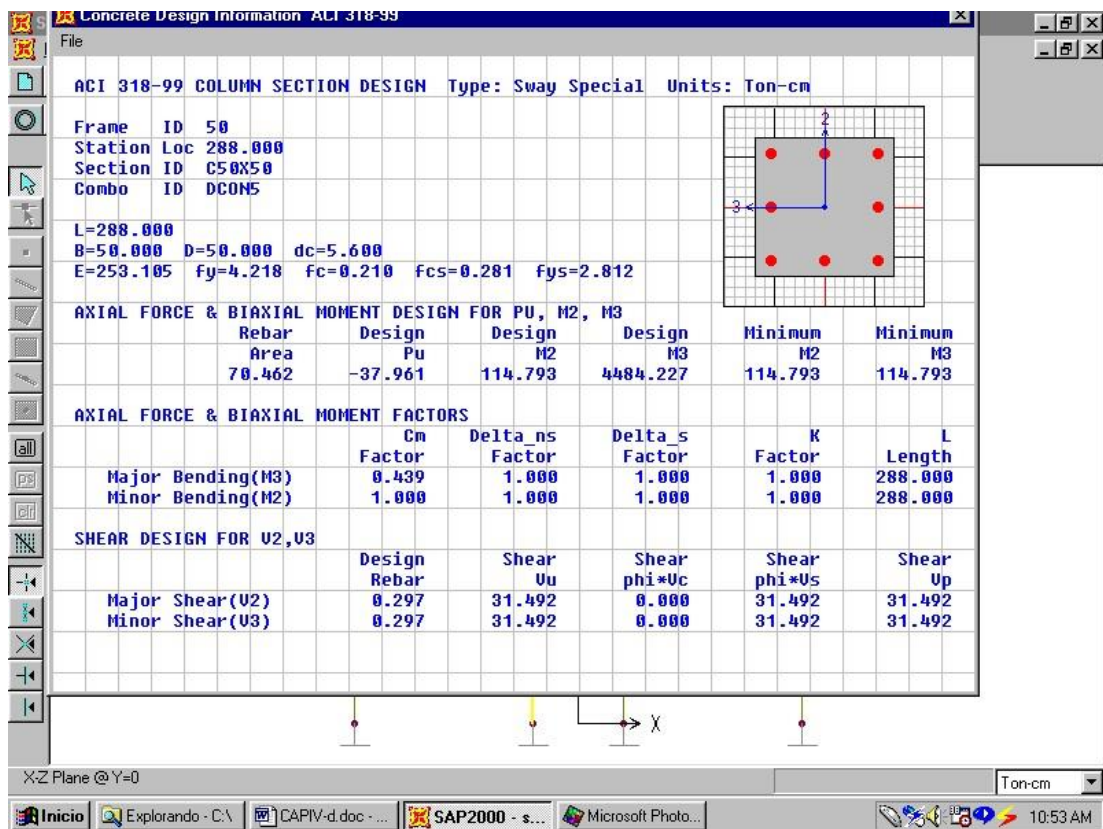 Concrete Design Information ACI 318-99
File
ACI 318-99 COLUMN SECTION DESIGN Type: Sway Special Units: Ton-cm
Frame ID 50
Station Loc 288.000
Section ID C50X50
Combo ID DCON5
2
3
L=288.000
B=50.000 D=50.000 dc=5.600
E=253.105 fy=4.218 fc=0.210 fcs=0.281 fys=2.812
AXIAL FORCE & BIAXIAL MOMENT DESIGN FOR PU, M2, M3
Rebar Design Design Design Minimum Minimum
Area Pu M2 M3 M2 M3
70.462 -37.961 114.793 4484.227 114.793 114.793
AXIAL FORCE & BIAXIAL MOMENT FACTORS
Cm Delta_ns Delta_s K L
Factor Factor Factor Factor Length
Major Bending(M3) 0.439 1.000 1.000 1.000 288.000
Minor Bending(M2) 1.000 1.000 1.000 1.000 288.000
SHEAR DESIGN FOR V2,V3
Design Shear Shear Shear Shear
Rebar Vu phi*Vc phi*Vs Vp
Major Shear(V2) 0.297 31.492 0.000 31.492 31.492
Minor Shear(V3) 0.297 31.492 0.000 31.492 31.492
all
ps
clr
X
X-Z Plane @ Y=0
Ton-cm
Inicio Explorando - C:\ CAPIV-d.doc - ... SAP2000 - s... Microsoft Photo... 10:53 AM